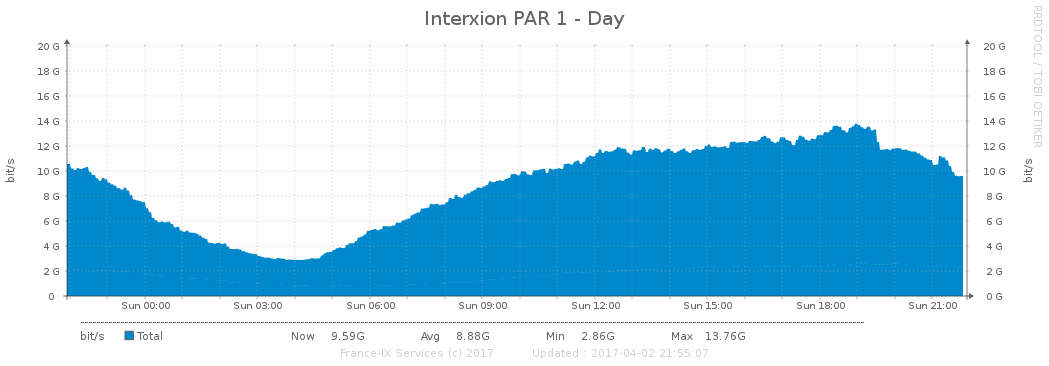 Interxion PAR 1 - Day
RRDTOOL / TOBI OETIKER
20 G 20 G
18 G 18 G
16 G 16 G
14 G 14 G
12 G 12 G
10 G 10 G
8 G 8 G
6 G 6 G
4 G 4 G
2 G 2 G
0 0 G
bit/s
bit/s
Sun 00:00 Sun 03:00 Sun 06:00 Sun 09:00 Sun 12:00 Sun 15:00 Sun 18:00 Sun 21:00
bit/s Total Now 9.59G Avg 8.88G Min 2.86G Max 13.76G
France-IX Services (c) 2017 Updated : 2017-04-02 21:55:07